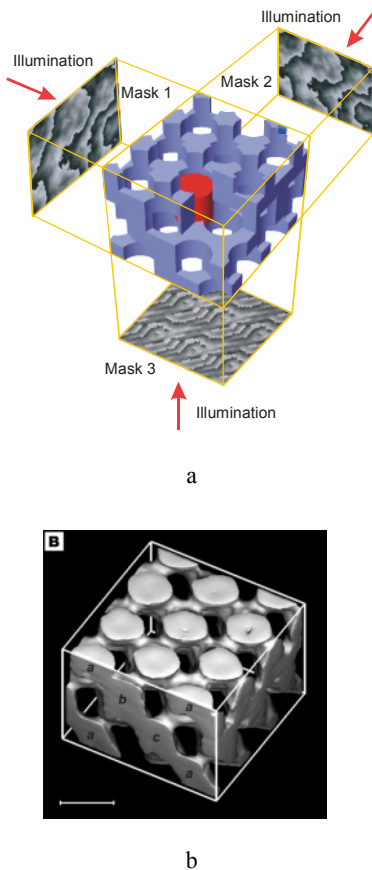 Illumination
Illumination
Mask 1
Mask 2
Mask 3
Illumination
a
B
a
b
a
a
c
a
b